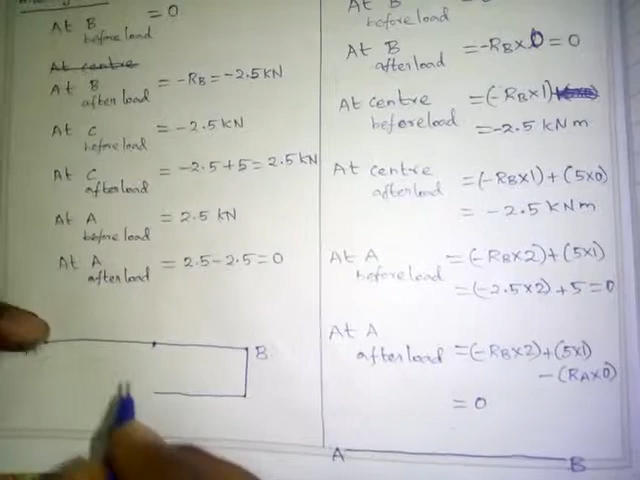 At B before load = 0
At centre
At B after load = -RB = -2.5 KN
At C before load = -2.5 KN
At C after load = -2.5 + 5 = 2.5 KN
At A before load = 2.5 KN
At A after load = 2.5 - 2.5 = 0
B
At B before load
At B after load = -RB × 0 = 0
At centre before load = (-RB × 1)
= -2.5 KNm
At centre after load = (-RB×1) + (5×0)
= -2.5 KNm
At A before load = (-RB×2) + (5×1)
= (-2.5×2) + 5 = 0
At A after load = (-RB×2) + (5×1)
- (RA×0)
= 0
A B